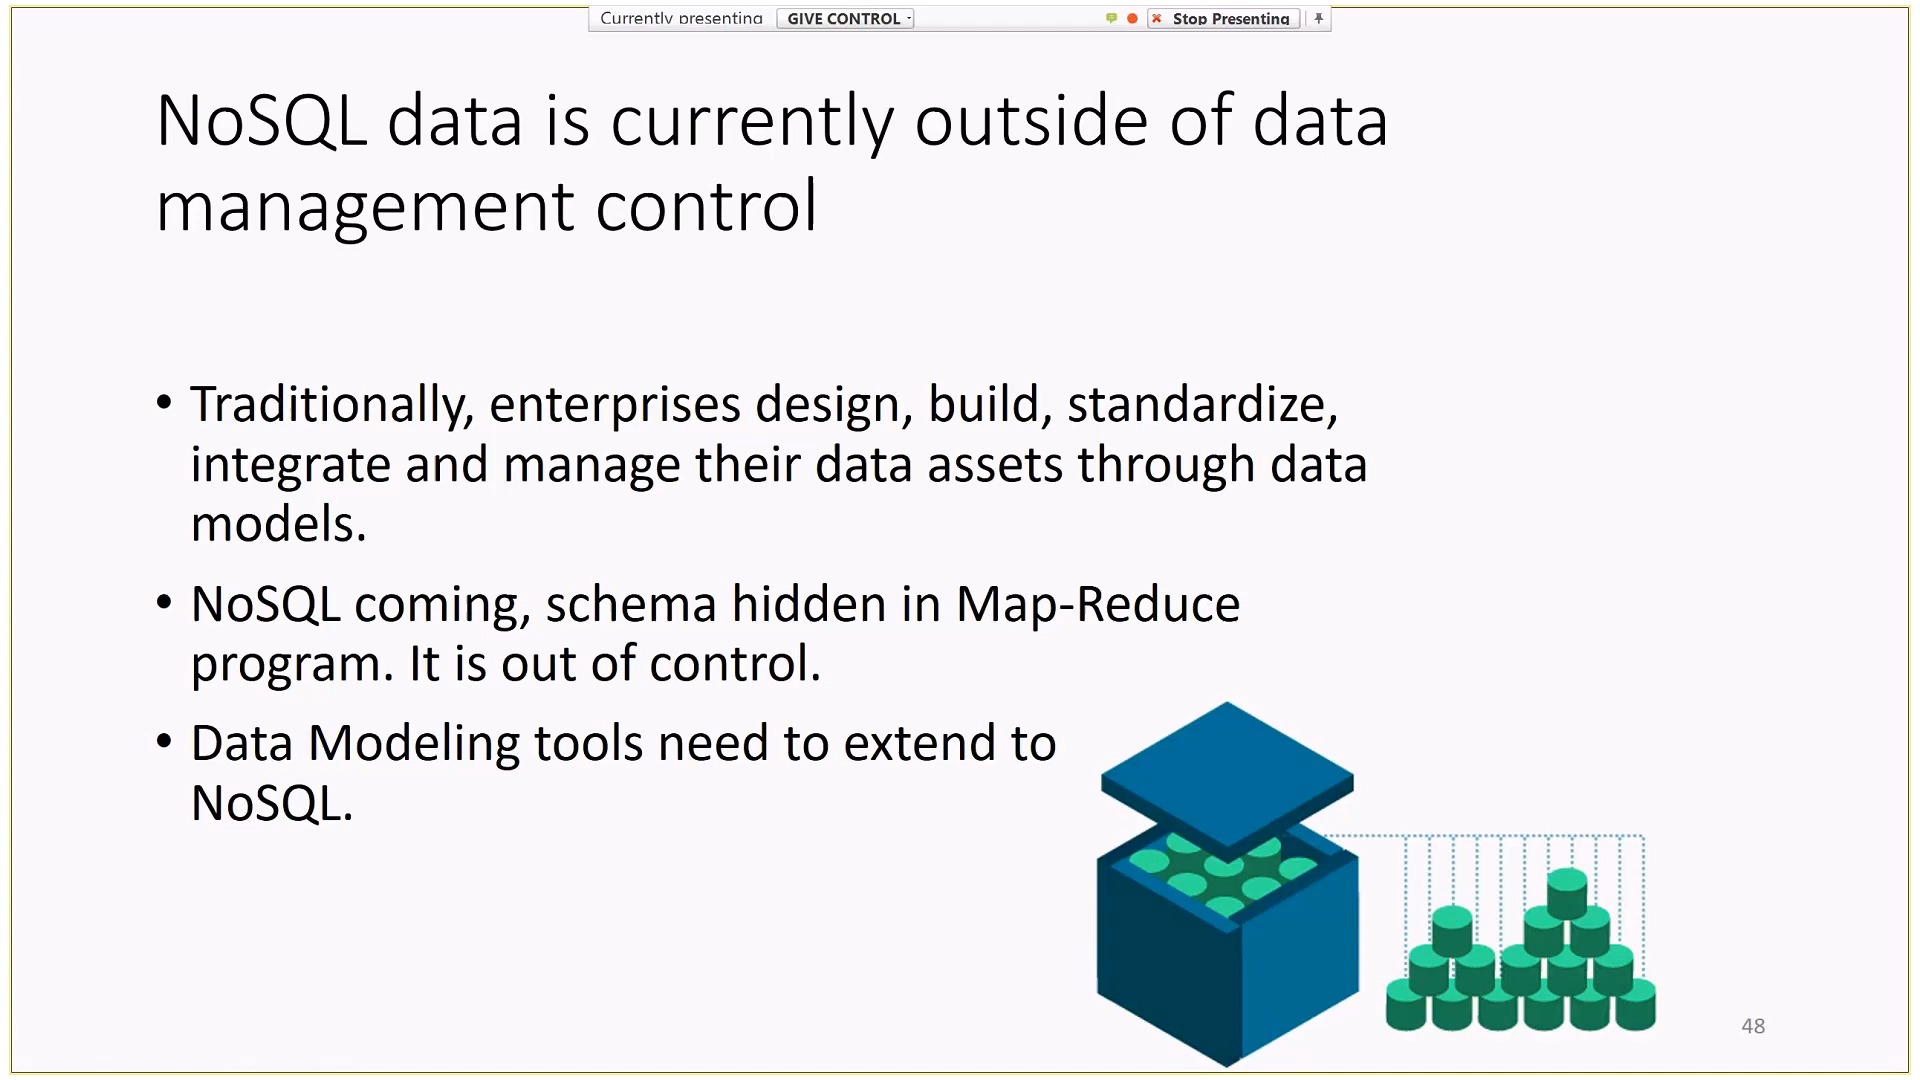 Currently presenting GIVE CONTROL Stop Presenting
NoSQL data is currently outside of data
management control
• Traditionally, enterprises design, build, standardize,
integrate and manage their data assets through data
models.
• NoSQL coming, schema hidden in Map-Reduce
program. It is out of control.
• Data Modeling tools need to extend to
NoSQL.
48